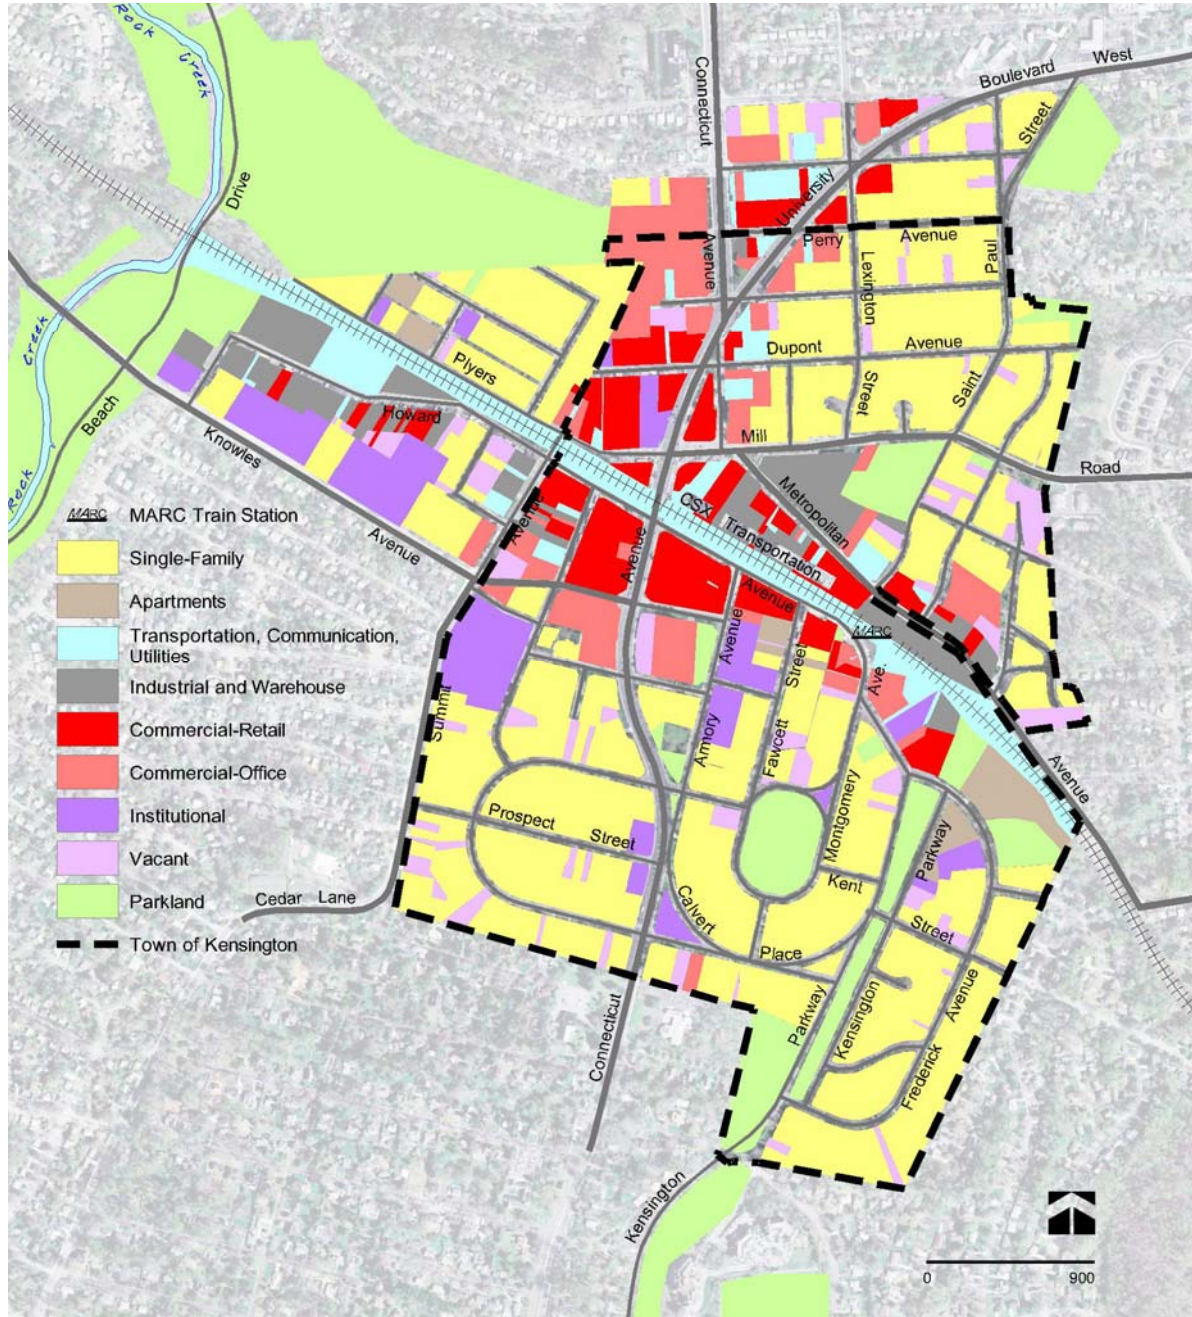 Rock
Creek
Connecticut
Boulevard
West
Street
University
Drive
Avenue
Perry
Avenue
Paul
Lexington
Creek
Plyers
Dupont
Avenue
Saint
Street
Beach
Howard
Mill
Road
Knowles
Metropolitan
Rock
CSX Transportation
Avenue
Avenue
Avenue
MARC MARC Train Station
Single-Family
Apartments
Transportation, Communication,
Utilities
Industrial and Warehouse
Commercial-Retail
Commercial-Office
Institutional
Vacant
Parkland
Town of Kensington
Avenue
Avenue
MARC
Street
Ave.
Summit
Armory
Fawcett
Montgomery
Avenue
Prospect
Street
Parkway
Kent
Cedar Lane
Calvert
Street
Place
Connecticut
Parkway
Kensington
Avenue
Frederick
Kensington
0 900